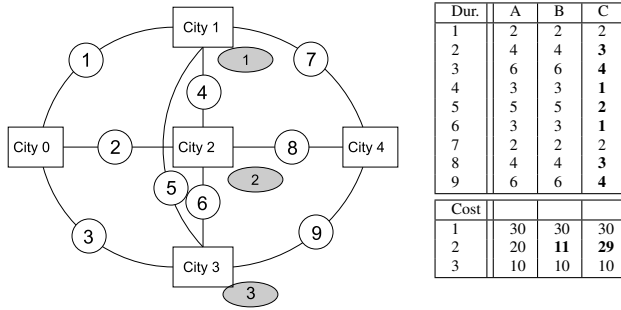 City 1
1
1
7
4
City 0
2
City 2
8
City 4
2
5
6
3
9
City 3
3
Dur. A B C
1 2 2 2
2 4 4 3
3 6 6 4
4 3 3 1
5 5 5 2
6 3 3 1
7 2 2 2
8 4 4 3
9 6 6 4
Cost
1 30 30 30
2 20 11 29
3 10 10 10